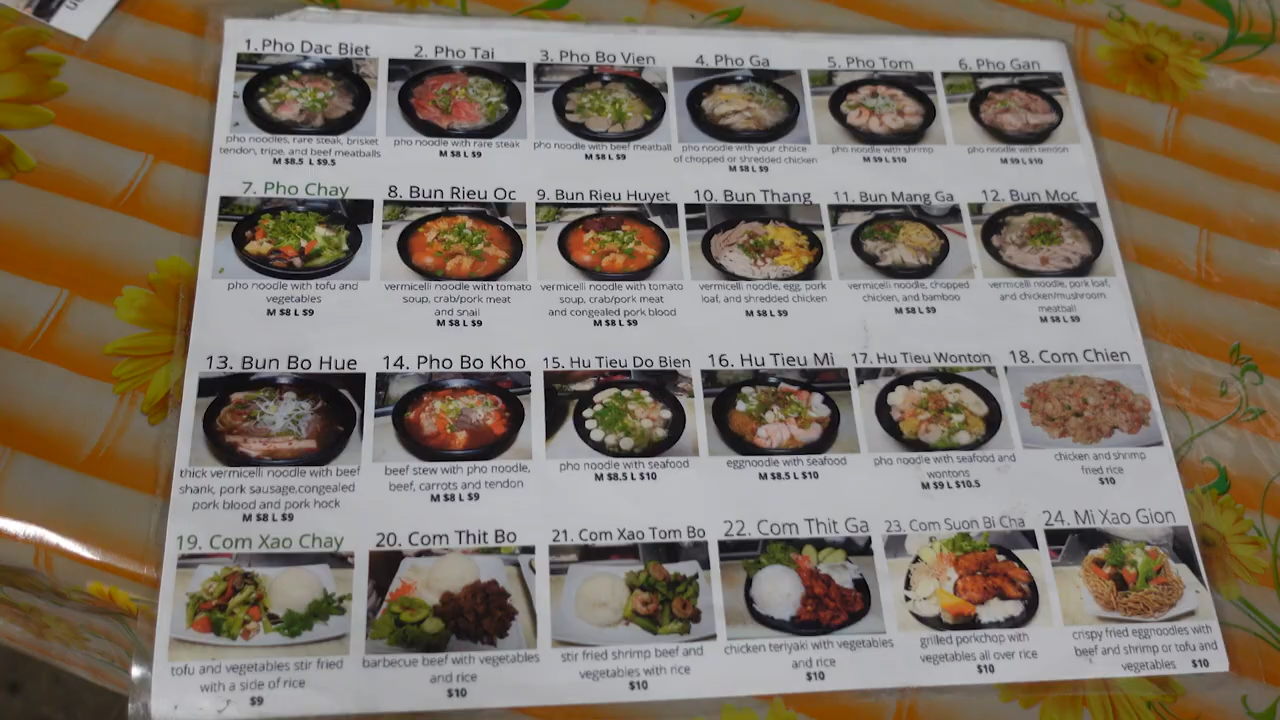 1. Pho Dac Biet
pho noodles, rare steak, brisket
tendon, tripe, and beef meatballs
M $8.5 L $9.5
2. Pho Tai
pho noodle with rare steak
M $8 L $9
3. Pho Bo Vien
pho noodle with beef meatball
M $8 L $9
4. Pho Ga
pho noodle with your choice
of chopped or shredded chicken
M $8 L $9
5. Pho Tom
pho noodle with shrimp
M $9 L $10
6. Pho Gan
pho noodle with tendon
M $9 L $10
7. Pho Chay
pho noodle with tofu and
vegetables
M $8 L $9
8. Bun Rieu Oc
vermicelli noodle with tomato
soup, crab/pork meat
and snail
M $8 L $9
9. Bun Rieu Huyet
vermicelli noodle with tomato
soup, crab/pork meat
and congealed pork blood
M $8 L $9
10. Bun Thang
vermicelli noodle, egg, pork
loaf, and shredded chicken
M $8 L $9
11. Bun Mang Ga
vermicelli noodle, chopped
chicken, and bamboo
M $8 L $9
12. Bun Moc
vermicelli noodle, pork loaf,
and chicken/mushroom
meatball
M $8 L $9
13. Bun Bo Hue
thick vermicelli noodle with beef
shank, pork sausage,congealed
pork blood and pork hock
M $8 L $9
14. Pho Bo Kho
beef stew with pho noodle,
beef, carrots and tendon
M $8 L $9
15. Hu Tieu Do Bien
pho noodle with seafood
M $8.5 L $10
16. Hu Tieu Mi
eggnoodle with seafood
M $8.5 L $10
17. Hu Tieu Wonton
pho noodle with seafood and
wontons
M $9 L $10.5
18. Com Chien
chicken and shrimp
fried rice
$10
19. Com Xao Chay
tofu and vegetables stir fried
with a side of rice
$9
20. Com Thit Bo
barbecue beef with vegetables
and rice
$10
21. Com Xao Tom Bo
stir fried shrimp beef and
vegetables with rice
$10
22. Com Thit Ga
chicken teriyaki with vegetables
and rice
$10
23. Com Suon Bi Cha
grilled porkchop with
vegetables all over rice
$10
24. Mi Xao Gion
crispy fried eggnoodles with
beef and shrimp or tofu and
vegetables $10